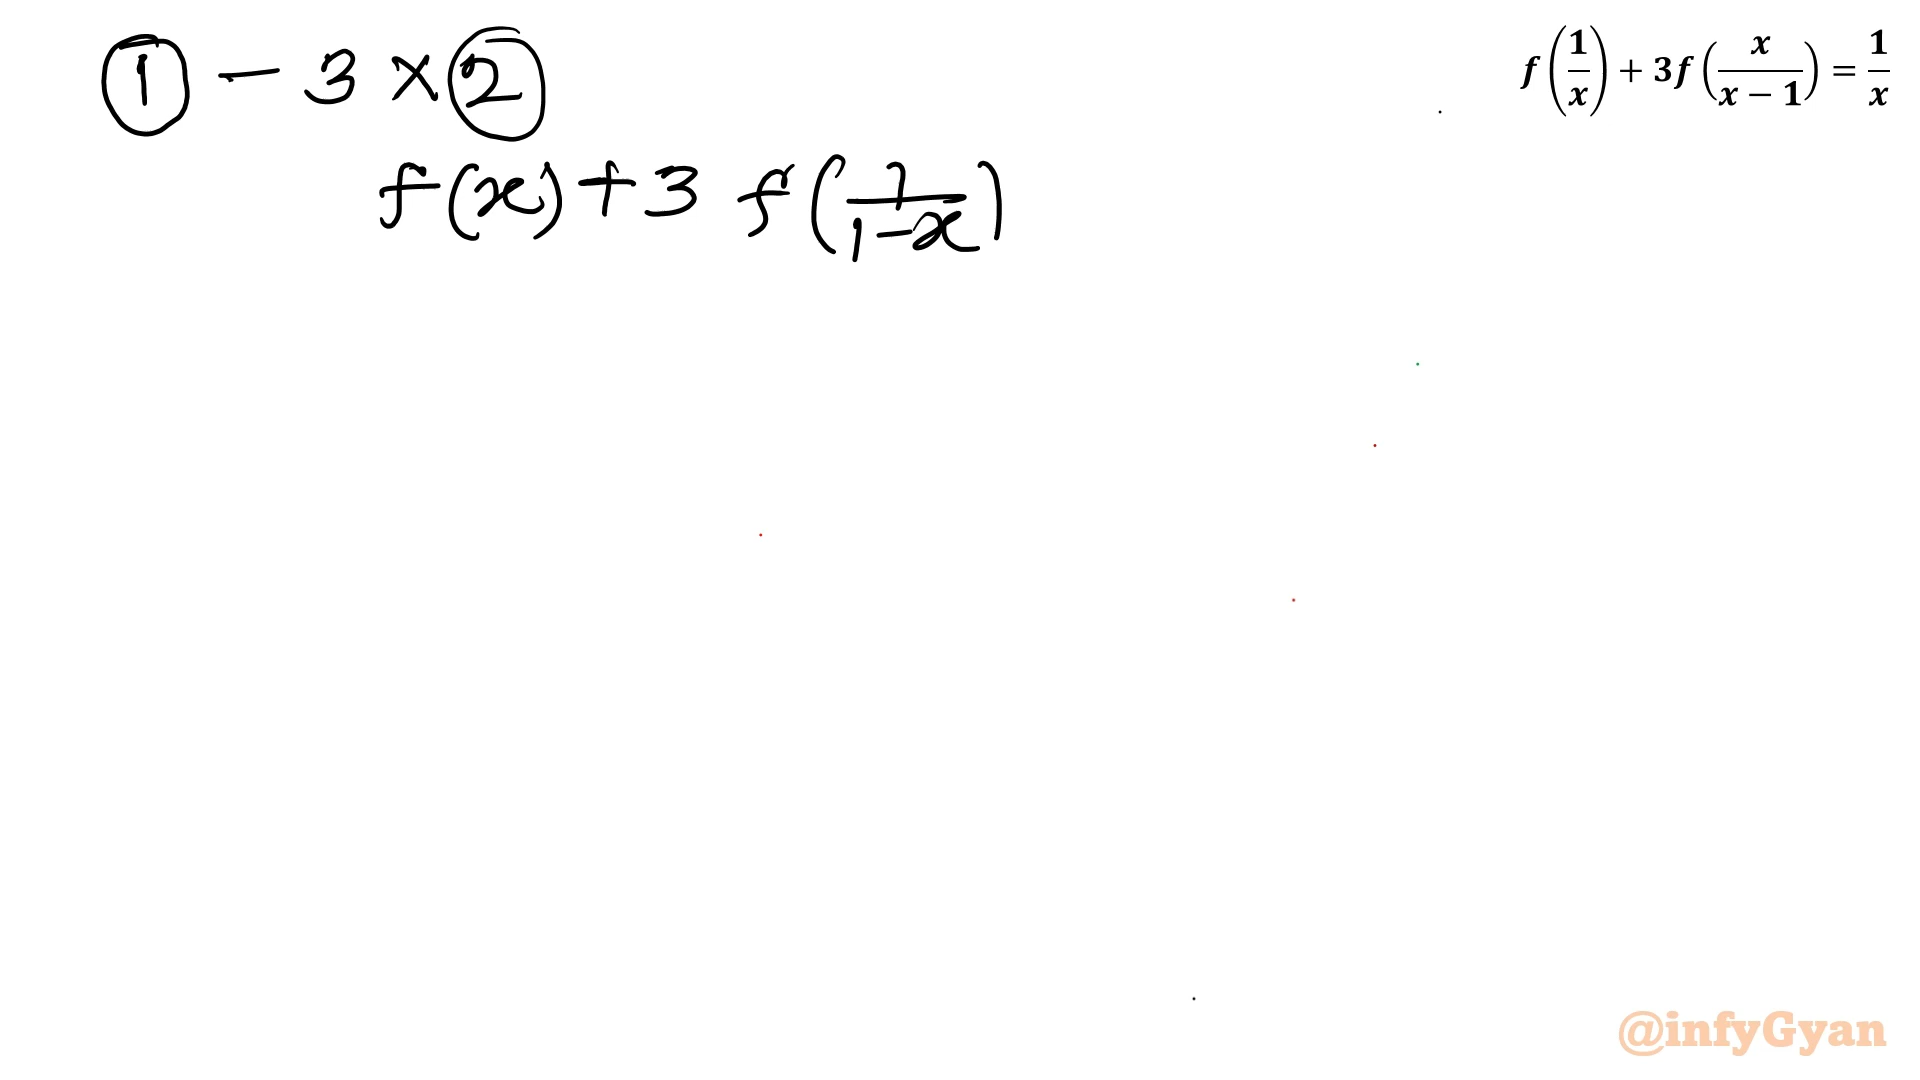 ① - 3 × ②
f(x) + 3 f(1/(1-x))
f(1/x) + 3f(x/(x - 1)) = 1/x
@infyGyan